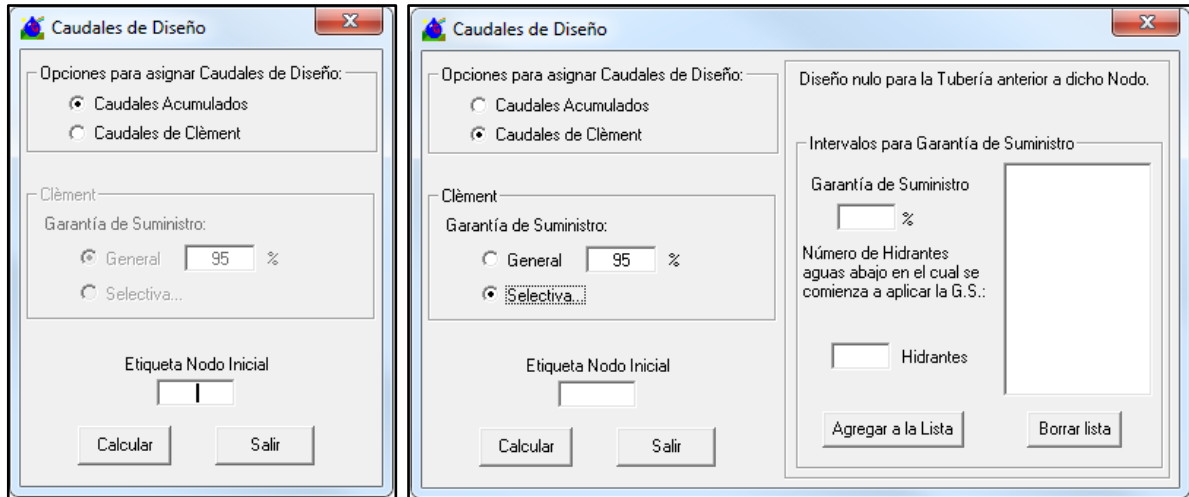 Caudales de Diseño
Opciones para asignar Caudales de Diseño:
Caudales Acumulados
Caudales de Clèment
Clèment
Garantía de Suministro:
General 95 %
Selectiva...
Etiqueta Nodo Inicial
Calcular Salir
Caudales de Diseño
Opciones para asignar Caudales de Diseño:
Caudales Acumulados
Caudales de Clèment
Clèment
Garantía de Suministro:
General 95 %
Selectiva...
Etiqueta Nodo Inicial
Calcular Salir
Diseño nulo para la Tubería anterior a dicho Nodo.
Intervalos para Garantía de Suministro
Garantía de Suministro
%
Número de Hidrantes
aguas abajo en el cual se
comienza a aplicar la G.S.:
Hidrantes
Agregar a la Lista Borrar lista